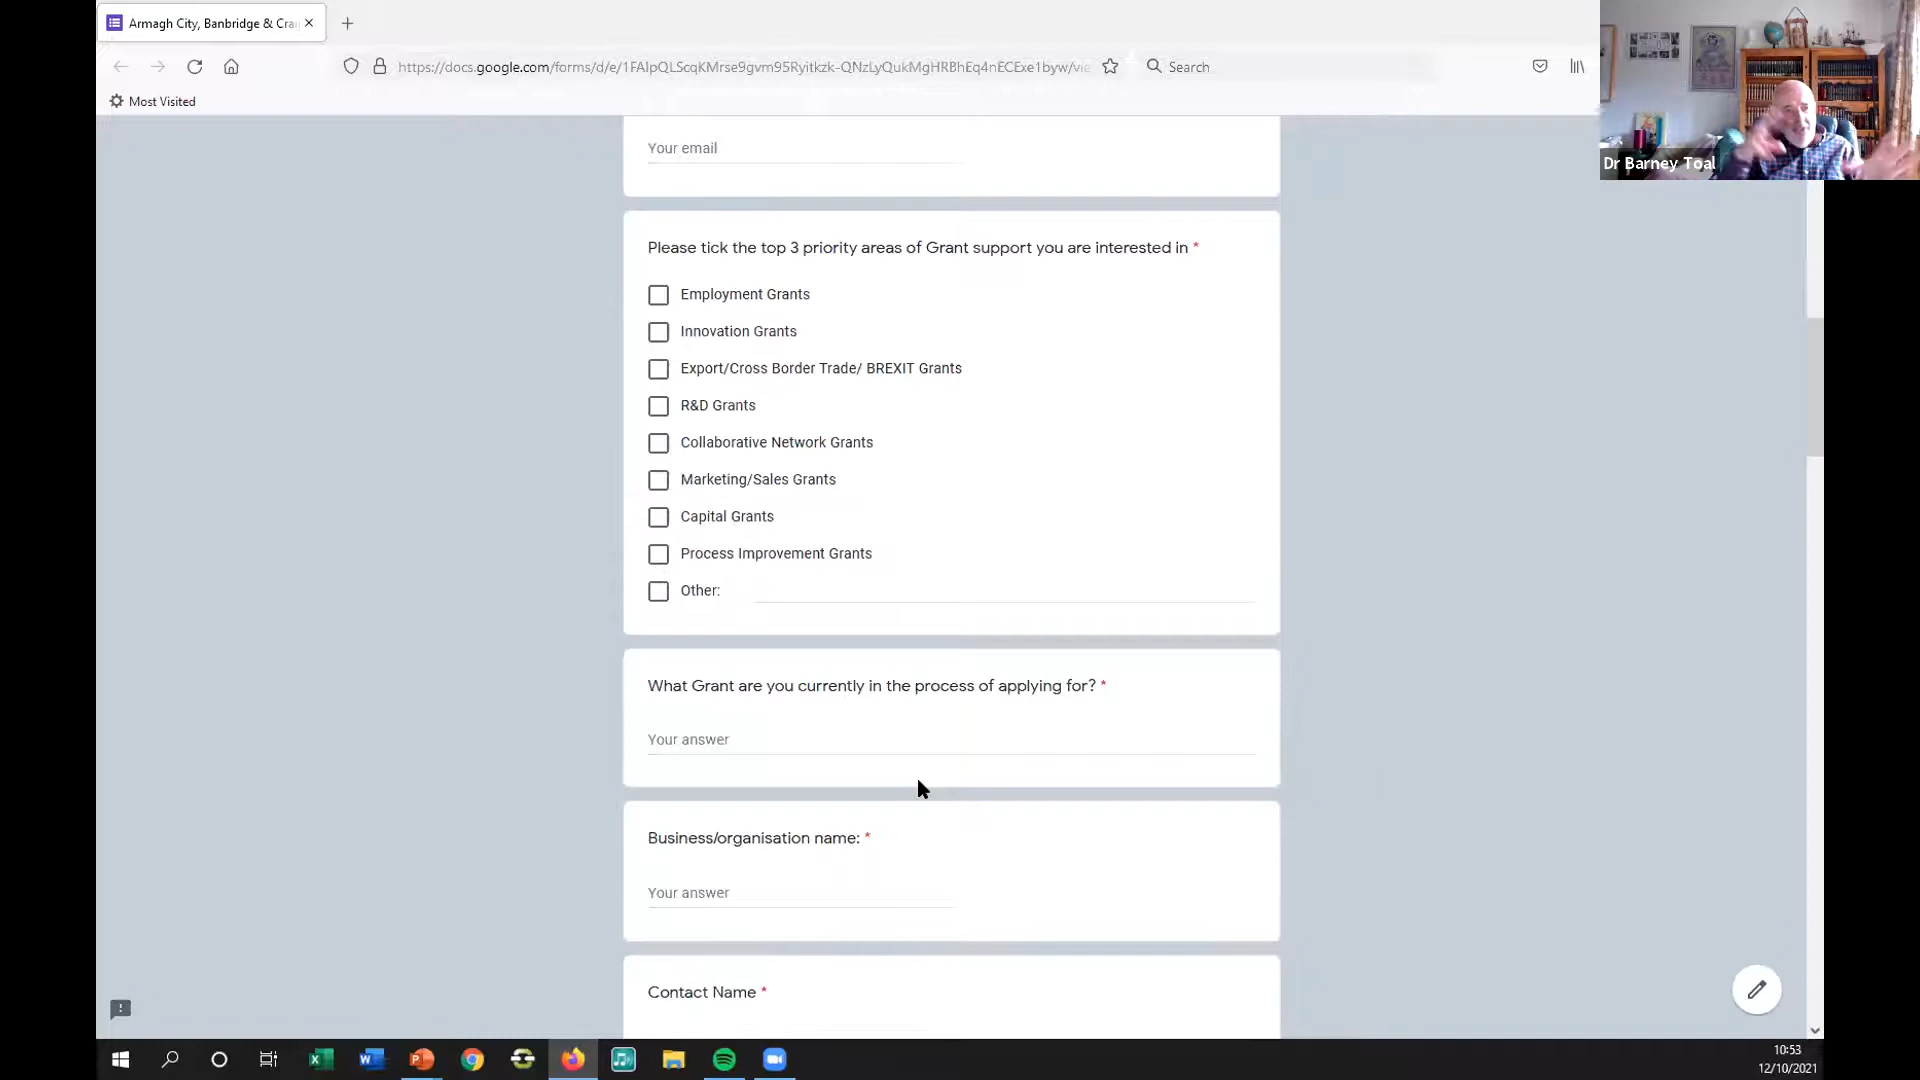 Armagh City, Banbridge & Crai
https://docs.google.com/forms/d/e/1FAIpQLScqKMrse9gvm95Ryitkzk-QNzLyQukMgHRBhEq4nECExe1byw/vie
Search
Most Visited
Dr Barney Toal
Your email
Please tick the top 3 priority areas of Grant support you are interested in *
Employment Grants
Innovation Grants
Export/Cross Border Trade/ BREXIT Grants
R&D Grants
Collaborative Network Grants
Marketing/Sales Grants
Capital Grants
Process Improvement Grants
Other:
What Grant are you currently in the process of applying for? *
Your answer
Business/organisation name: *
Your answer
Contact Name *
10:53
12/10/2021